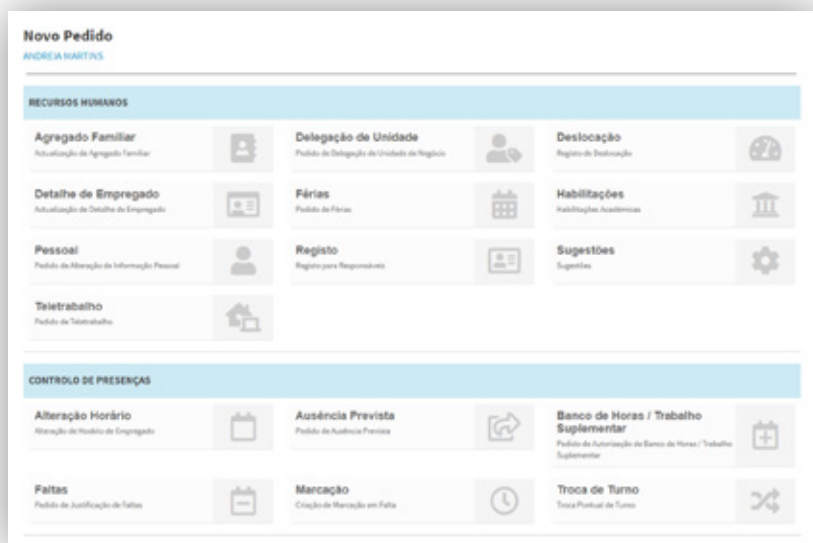 Novo Pedido
ANDREIA MARTINS
RECURSOS HUMANOS
Agregado Familiar
Actualização de Agregado Familiar
Delegação de Unidade
Pedido de Delegação de Unidade de Negócio
Deslocação
Registo de Deslocação
Detalhe de Empregado
Actualização de Detalhe de Empregado
Férias
Pedido de Férias
Habilitações
Habilitações Académicas
Pessoal
Pedido de Alteração de Informação Pessoal
Registo
Registo para Responsáveis
Sugestões
Sugestões
Teletrabalho
Pedido de Teletrabalho
CONTROLO DE PRESENÇAS
Alteração Horário
Alteração de Horário de Empregado
Ausência Prevista
Pedido de Ausência Prevista
Banco de Horas / Trabalho
Suplementar
Pedido de Autorização de Banco de Horas / Trabalho
Suplementar
Faltas
Pedido de Justificação de Faltas
Marcação
Criação de Marcação em Falta
Troca de Turno
Troca Pontual de Turno